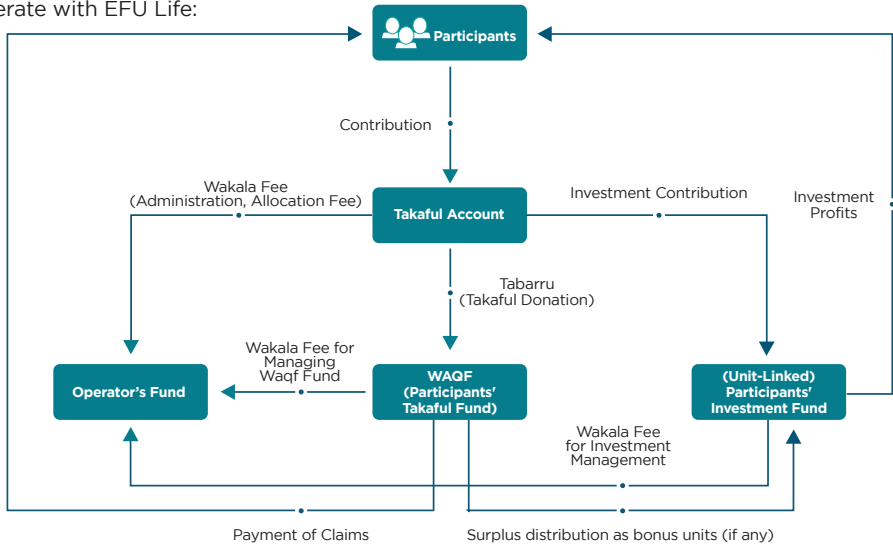 erate with EFU Life:
Participants
Contribution
Wakala Fee
(Administration, Allocation Fee)
Investment Contribution
Investment
Profits
Takaful Account
Tabarru
(Takaful Donation)
Wakala Fee for
Managing
Waqf Fund
Operator's Fund
WAQF
(Participants'
Takaful Fund)
(Unit-Linked)
Participants'
Investment Fund
Wakala Fee
for Investment
Management
Payment of Claims
Surplus distribution as bonus units (if any)